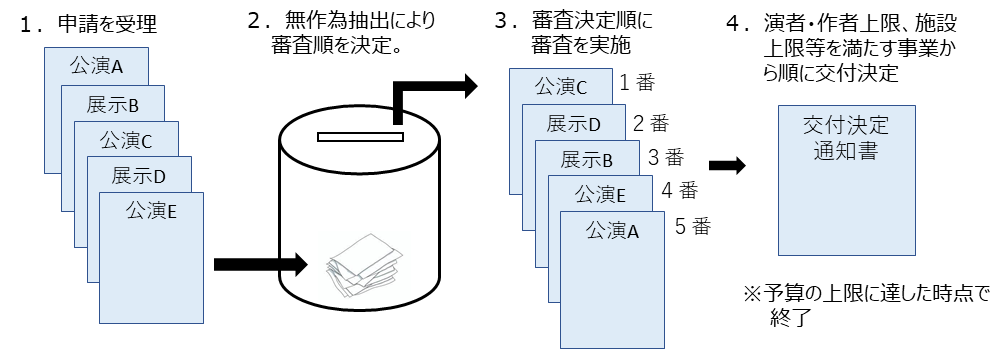 １．申請を受理
公演A
展示B
公演C
展示D
公演E
２．無作為抽出により
審査順を決定。
３．審査決定順に
審査を実施
公演C
１番
展示D
２番
展示B
３番
公演E
４番
公演A
５番
４．演者・作者上限、施設
上限等を満たす事業か
ら順に交付決定
交付決定
通知書
※予算の上限に達した時点で
終了